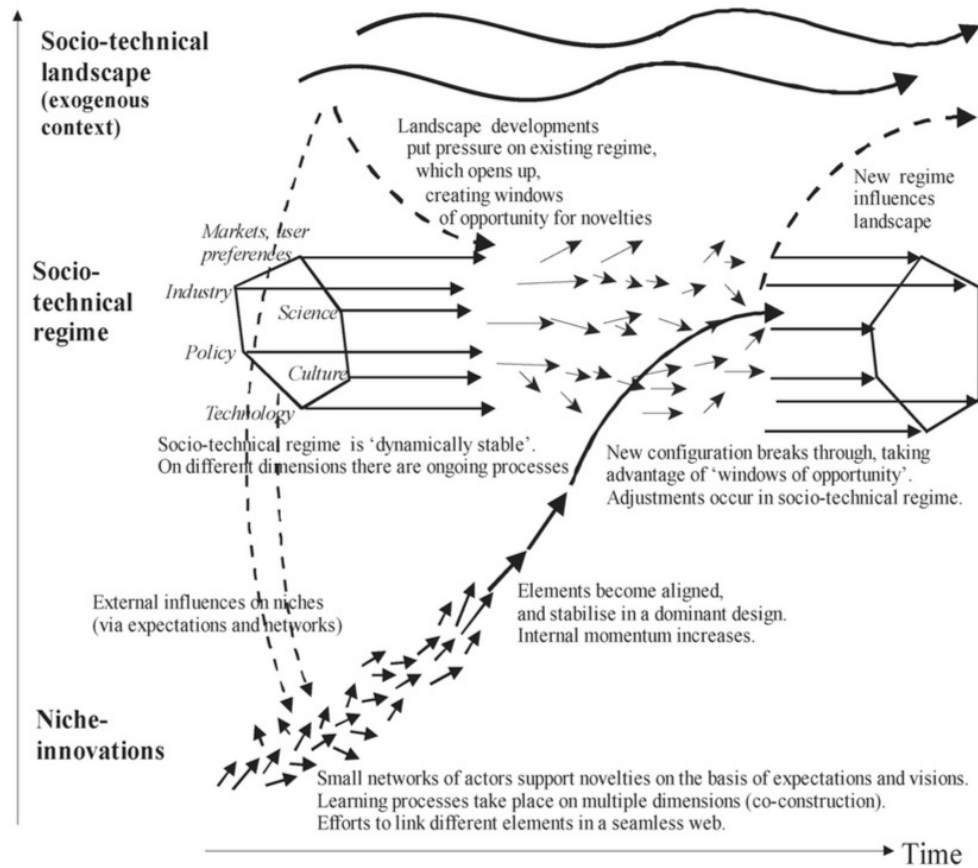 Socio-technical
landscape
(exogenous
context)
Landscape developments
put pressure on existing regime,
which opens up,
creating windows
of opportunity for novelties
New regime
influences
landscape
Markets, user
preferences
Socio-
technical
regime
Industry
Science
Policy
Culture
Technology
Socio-technical regime is ‘dynamically stable’.
On different dimensions there are ongoing processes
New configuration breaks through, taking
advantage of ‘windows of opportunity’.
Adjustments occur in socio-technical regime.
Elements become aligned,
and stabilise in a dominant design.
Internal momentum increases.
External influences on niches
(via expectations and networks)
Niche-
innovations
Small networks of actors support novelties on the basis of expectations and visions.
Learning processes take place on multiple dimensions (co-construction).
Efforts to link different elements in a seamless web.
Time